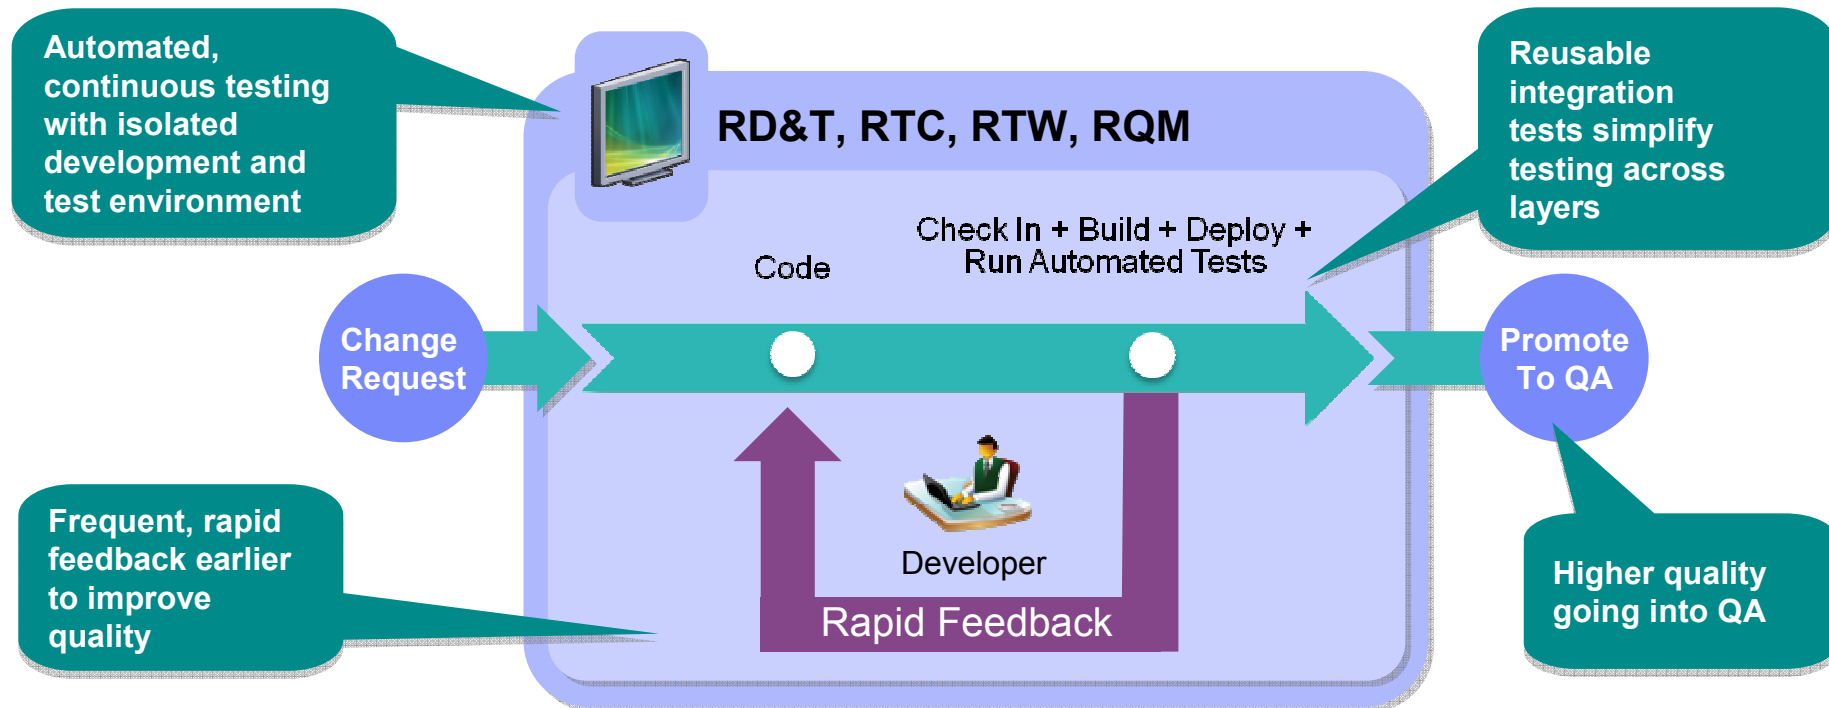 Automated,
continuous testing
with isolated
development and
test environment
RD&T, RTC, RTW, RQM
Reusable
integration
tests simplify
testing across
layers
Code
Check In + Build + Deploy +
Run Automated Tests
Change
Request
Promote
To QA
Developer
Rapid Feedback
Frequent, rapid
feedback earlier
to improve
quality
Higher quality
going into QA